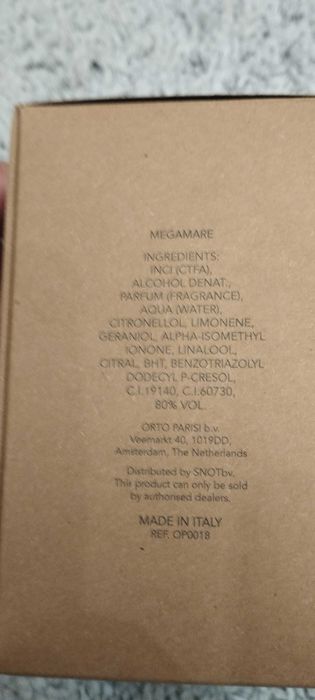 MEGAMARE
INGREDIENTS:
INCI (CTFA),
ALCOHOL DENAT.,
PARFUM (FRAGRANCE),
AQUA (WATER),
CITRONELLOL, LIMONENE,
GERANIOL, ALPHA-ISOMETHYL
IONONE, LINALOOL,
CITRAL, BHT, BENZOTRIAZOLYL
DODECYL P-CRESOL,
C.I.19140, C.I.60730,
80% VOL.
ORTO PARISI b.v.
Veemarkt 40, 1019DD,
Amsterdam, The Netherlands
Distributed by SNOTbv.
This product can only be sold
by authorised dealers.
MADE IN ITALY
REF. OP0018